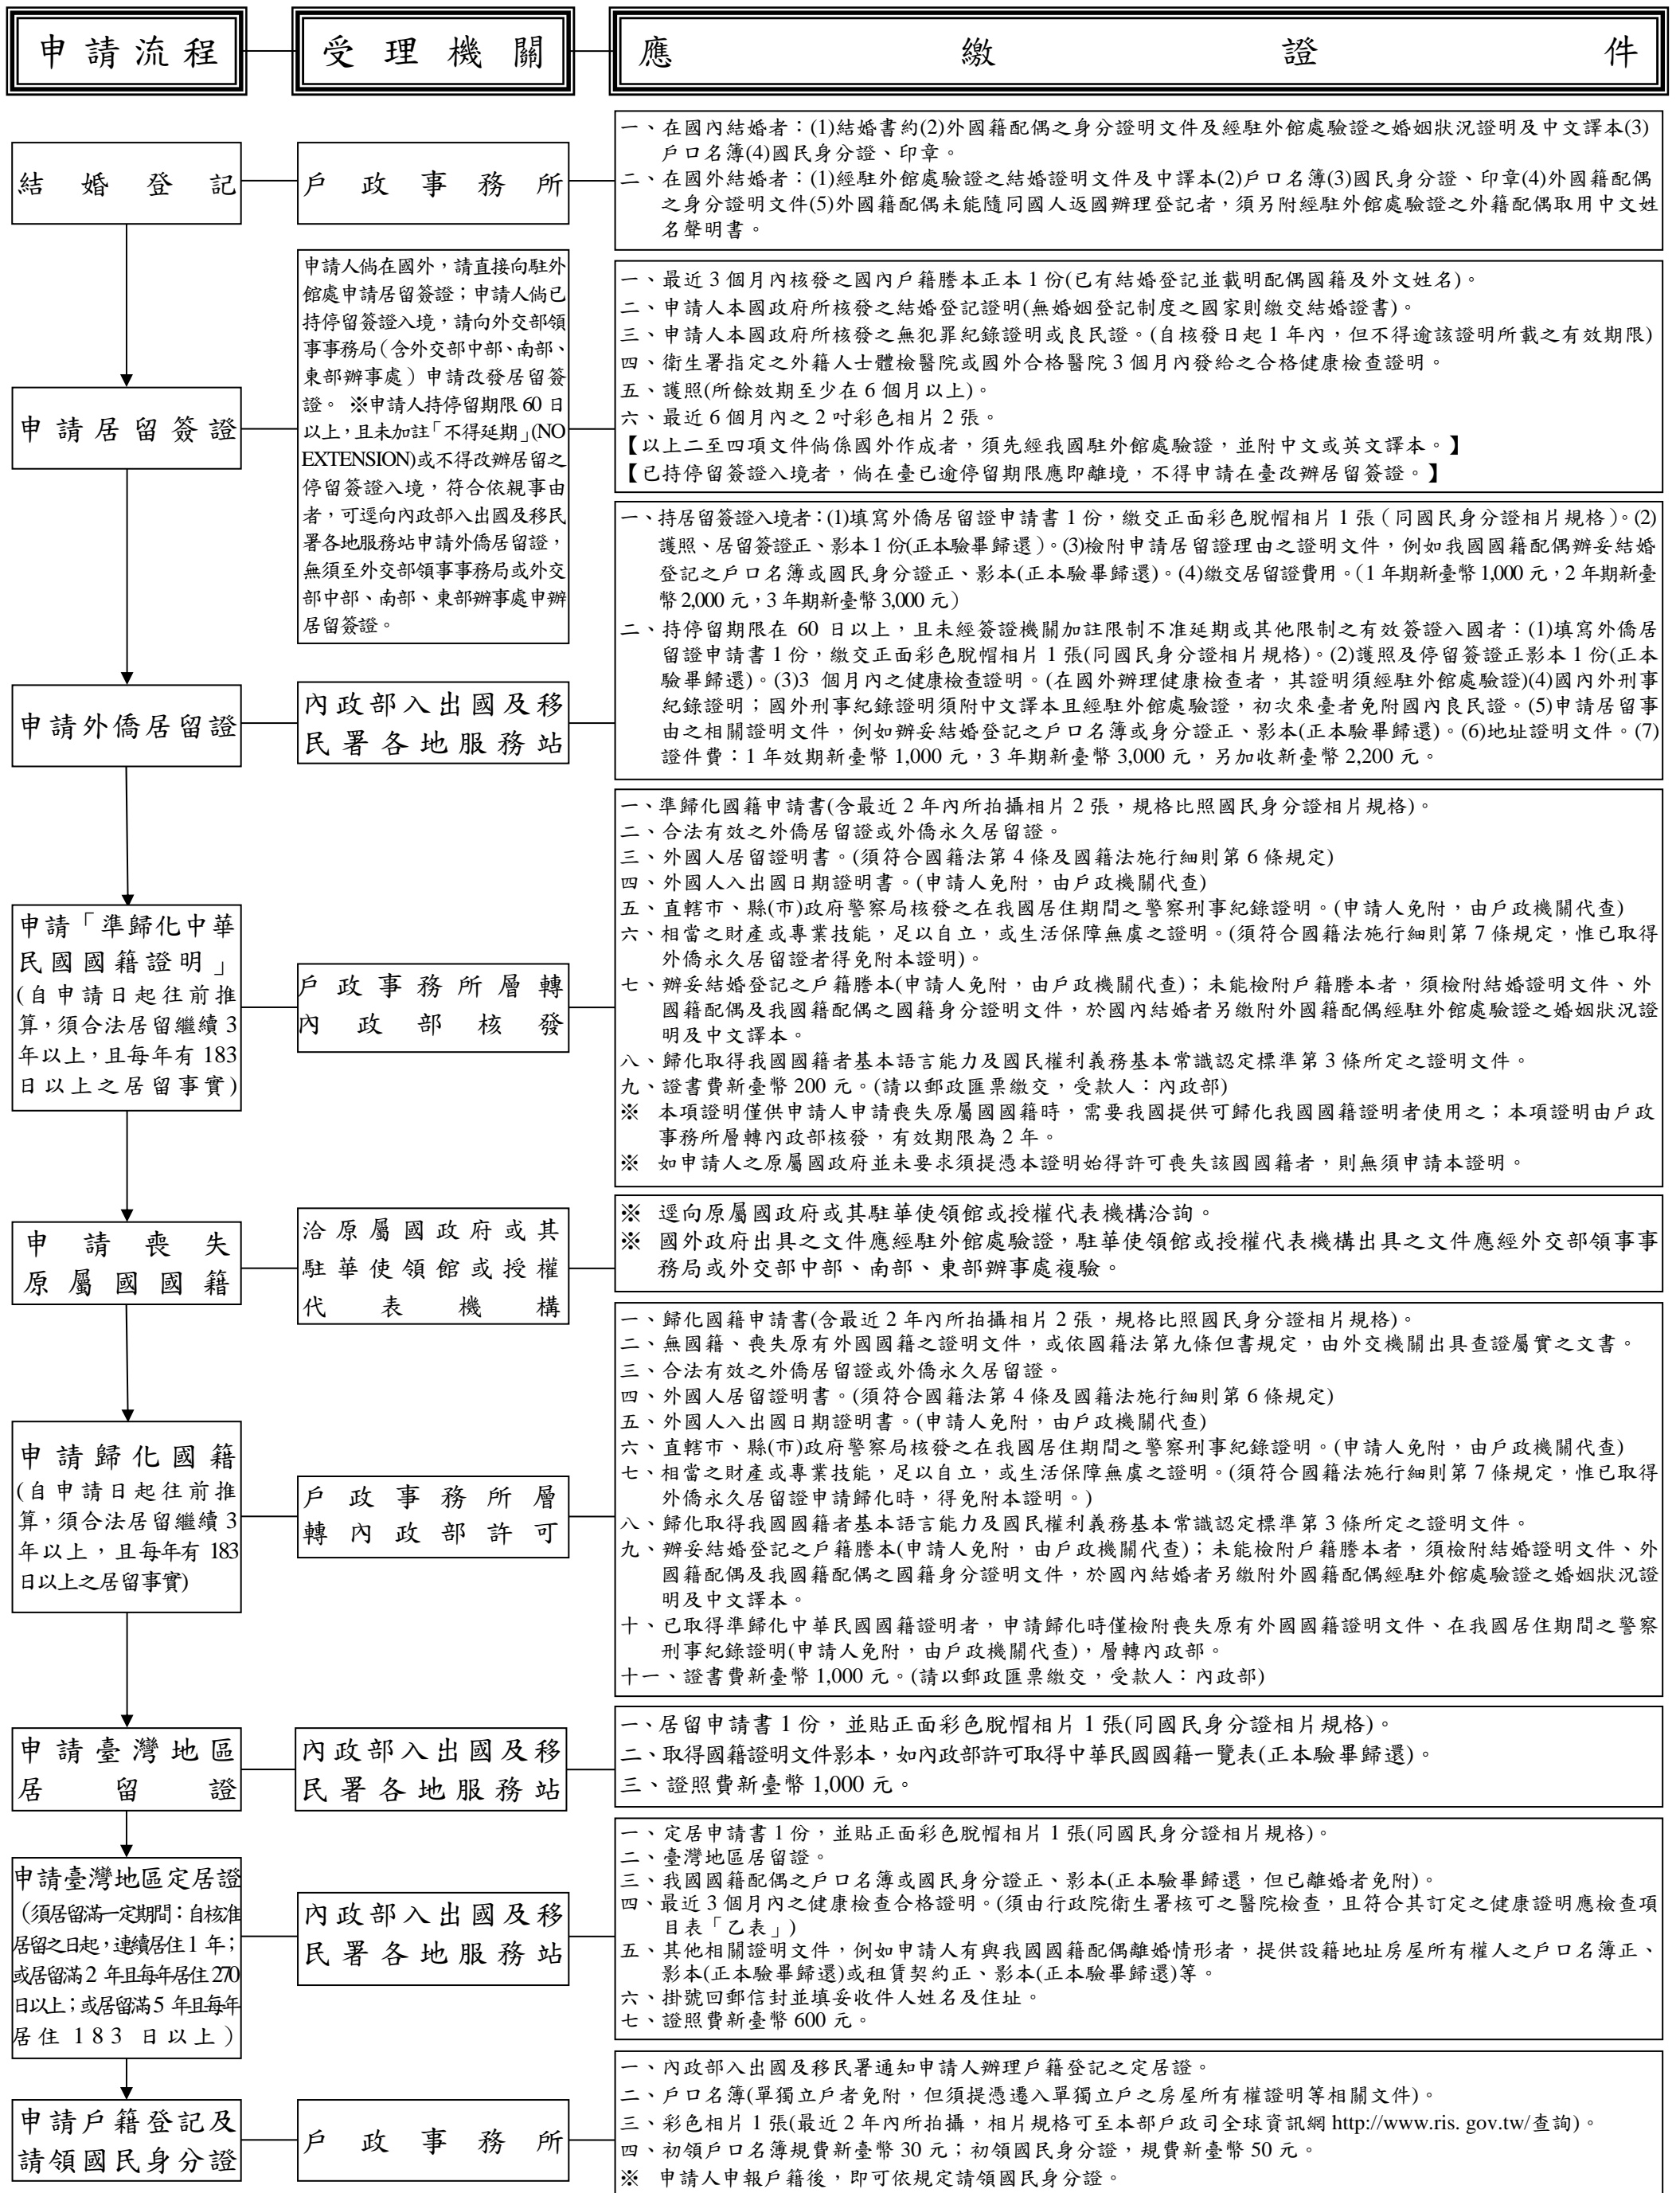 申請流程
受理機關
應繳證件
結婚登記
戶政事務所
一、在國內結婚者：(1)結婚書約(2)外國籍配偶之身分證明文件及經駐外館處驗證之婚姻狀況證明及中文譯本(3)
戶口名簿(4)國民身分證、印章。
二、在國外結婚者：(1)經駐外館處驗證之結婚證明文件及中譯本(2)戶口名簿(3)國民身分證、印章(4)外國籍配偶
之身分證明文件(5)外國籍配偶未能隨同國人返國辦理登記者，須另附經駐外館處驗證之外籍配偶取用中文姓
名聲明書。
申請居留簽證
申請人倘在國外，請直接向駐外
館處申請居留簽證；申請人倘已
持停留簽證入境，請向外交部領
事事務局（含外交部中部、南部、
東部辦事處）申請改發居留簽
證。 ※申請人持停留期限 60 日
以上，且未加註「不得延期」(NO
EXTENSION)或不得改辦居留之
停留簽證入境，符合依親事由
者，可逕向內政部入出國及移民
署各地服務站申請外僑居留證，
無須至外交部領事事務局或外交
部中部、南部、東部辦事處申辦
居留簽證。
一、最近 3 個月內核發之國內戶籍謄本正本 1 份(已有結婚登記並載明配偶國籍及外文姓名)。
二、申請人本國政府所核發之結婚登記證明(無婚姻登記制度之國家則繳交結婚證書)。
三、申請人本國政府所核發之無犯罪紀錄證明或良民證。(自核發日起 1 年內，但不得逾該證明所載之有效期限)
四、衛生署指定之外籍人士體檢醫院或國外合格醫院 3 個月內發給之合格健康檢查證明。
五、護照(所餘效期至少在 6 個月以上)。
六、最近 6 個月內之 2 吋彩色相片 2 張。
【以上二至四項文件倘係國外作成者，須先經我國駐外館處驗證，並附中文或英文譯本。】
【已持停留簽證入境者，倘在臺已逾停留期限應即離境，不得申請在臺改辦居留簽證。】
申請外僑居留證
內政部入出國及移
民署各地服務站
一、持居留簽證入境者：(1)填寫外僑居留證申請書 1 份，繳交正面彩色脫帽相片 1 張（同國民身分證相片規格）。(2)
護照、居留簽證正、影本 1 份(正本驗畢歸還）。(3)檢附申請居留證理由之證明文件，例如我國國籍配偶辦妥結婚
登記之戶口名簿或國民身分證正、影本(正本驗畢歸還)。(4)繳交居留證費用。（1 年期新臺幣 1,000 元，2 年期新臺
幣 2,000 元，3 年期新臺幣 3,000 元）
二、持停留期限在 60 日以上，且未經簽證機關加註限制不准延期或其他限制之有效簽證入國者：(1)填寫外僑居
留證申請書 1 份，繳交正面彩色脫帽相片 1 張(同國民身分證相片規格)。(2)護照及停留簽證正影本 1 份(正本
驗畢歸還)。(3)3 個月內之健康檢查證明。(在國外辦理健康檢查者，其證明須經駐外館處驗證)(4)國內外刑事
紀錄證明；國外刑事紀錄證明須附中文譯本且經駐外館處驗證，初次來臺者免附國內良民證。(5)申請居留事
由之相關證明文件，例如辦妥結婚登記之戶口名簿或身分證正、影本(正本驗畢歸還)。(6)地址證明文件。(7)
證件費：1 年效期新臺幣 1,000 元，3 年期新臺幣 3,000 元，另加收新臺幣 2,200 元。
申請「準歸化中華
民國國籍證明」
(自申請日起往前推
算，須合法居留繼續 3
年以上，且每年有 183
日以上之居留事實)
戶政事務所層轉
內政部核發
一、準歸化國籍申請書(含最近 2 年內所拍攝相片 2 張，規格比照國民身分證相片規格)。
二、合法有效之外僑居留證或外僑永久居留證。
三、外國人居留證明書。(須符合國籍法第 4 條及國籍法施行細則第 6 條規定)
四、外國人入出國日期證明書。(申請人免附，由戶政機關代查)
五、直轄市、縣(市)政府警察局核發之在我國居住期間之警察刑事紀錄證明。(申請人免附，由戶政機關代查)
六、相當之財產或專業技能，足以自立，或生活保障無虞之證明。(須符合國籍法施行細則第 7 條規定，惟已取得
外僑永久居留證者得免附本證明)。
七、辦妥結婚登記之戶籍謄本(申請人免附，由戶政機關代查)；未能檢附戶籍謄本者，須檢附結婚證明文件、外
國籍配偶及我國籍配偶之國籍身分證明文件，於國內結婚者另繳附外國籍配偶經駐外館處驗證之婚姻狀況證
明及中文譯本。
八、歸化取得我國國籍者基本語言能力及國民權利義務基本常識認定標準第 3 條所定之證明文件。
九、證書費新臺幣 200 元。(請以郵政匯票繳交，受款人：內政部)
※ 本項證明僅供申請人申請喪失原屬國國籍時，需要我國提供可歸化我國國籍證明者使用之；本項證明由戶政
事務所層轉內政部核發，有效期限為 2 年。
※ 如申請人之原屬國政府並未要求須提憑本證明始得許可喪失該國國籍者，則無須申請本證明。
申請喪失
原屬國國籍
洽原屬國政府或其
駐華使領館或授權
代表機構
※ 逕向原屬國政府或其駐華使領館或授權代表機構洽詢。
※ 國外政府出具之文件應經駐外館處驗證，駐華使領館或授權代表機構出具之文件應經外交部領事事
務局或外交部中部、南部、東部辦事處複驗。
申請歸化國籍
(自申請日起往前推
算，須合法居留繼續 3
年以上，且每年有 183
日以上之居留事實)
戶政事務所層
轉內政部許可
一、歸化國籍申請書(含最近 2 年內所拍攝相片 2 張，規格比照國民身分證相片規格)。
二、無國籍、喪失原有外國國籍之證明文件，或依國籍法第九條但書規定，由外交機關出具查證屬實之文書。
三、合法有效之外僑居留證或外僑永久居留證。
四、外國人居留證明書。(須符合國籍法第 4 條及國籍法施行細則第 6 條規定)
五、外國人入出國日期證明書。(申請人免附，由戶政機關代查)
六、直轄市、縣(市)政府警察局核發之在我國居住期間之警察刑事紀錄證明。(申請人免附，由戶政機關代查)
七、相當之財產或專業技能，足以自立，或生活保障無虞之證明。(須符合國籍法施行細則第 7 條規定，惟已取得
外僑永久居留證申請歸化時，得免附本證明。)
八、歸化取得我國國籍者基本語言能力及國民權利義務基本常識認定標準第 3 條所定之證明文件。
九、辦妥結婚登記之戶籍謄本(申請人免附，由戶政機關代查)；未能檢附戶籍謄本者，須檢附結婚證明文件、外
國籍配偶及我國籍配偶之國籍身分證明文件，於國內結婚者另繳附外國籍配偶經駐外館處驗證之婚姻狀況證
明及中文譯本。
十、已取得準歸化中華民國國籍證明者，申請歸化時僅檢附喪失原有外國國籍證明文件、在我國居住期間之警察
刑事紀錄證明(申請人免附，由戶政機關代查)，層轉內政部。
十一、證書費新臺幣 1,000 元。(請以郵政匯票繳交，受款人：內政部)
申請臺灣地區
居留證
內政部入出國及移
民署各地服務站
一、居留申請書 1 份，並貼正面彩色脫帽相片 1 張(同國民身分證相片規格)。
二、取得國籍證明文件影本，如內政部許可取得中華民國國籍一覽表(正本驗畢歸還)。
三、證照費新臺幣 1,000 元。
申請臺灣地區定居證
（須居留滿一定期間：自核准
居留之日起，連續居住 1 年；
或居留滿 2 年且每年居住 270
日以上；或居留滿 5 年且每年
居住 183 日以上）
內政部入出國及移
民署各地服務站
一、定居申請書 1 份，並貼正面彩色脫帽相片 1 張(同國民身分證相片規格)。
二、臺灣地區居留證。
三、我國國籍配偶之戶口名簿或國民身分證正、影本(正本驗畢歸還，但已離婚者免附)。
四、最近 3 個月內之健康檢查合格證明。(須由行政院衛生署核可之醫院檢查，且符合其訂定之健康證明應檢查項
目表「乙表」)
五、其他相關證明文件，例如申請人有與我國國籍配偶離婚情形者，提供設籍地址房屋所有權人之戶口名簿正、
影本(正本驗畢歸還)或租賃契約正、影本(正本驗畢歸還)等。
六、掛號回郵信封並填妥收件人姓名及住址。
七、證照費新臺幣 600 元。
申請戶籍登記及
請領國民身分證
戶政事務所
一、內政部入出國及移民署通知申請人辦理戶籍登記之定居證。
二、戶口名簿(單獨立戶者免附，但須提憑遷入單獨立戶之房屋所有權證明等相關文件)。
三、彩色相片 1 張(最近 2 年內所拍攝，相片規格可至本部戶政司全球資訊網 http://www.ris. gov.tw/查詢)。
四、初領戶口名簿規費新臺幣 30 元；初領國民身分證，規費新臺幣 50 元。
※ 申請人申報戶籍後，即可依規定請領國民身分證。